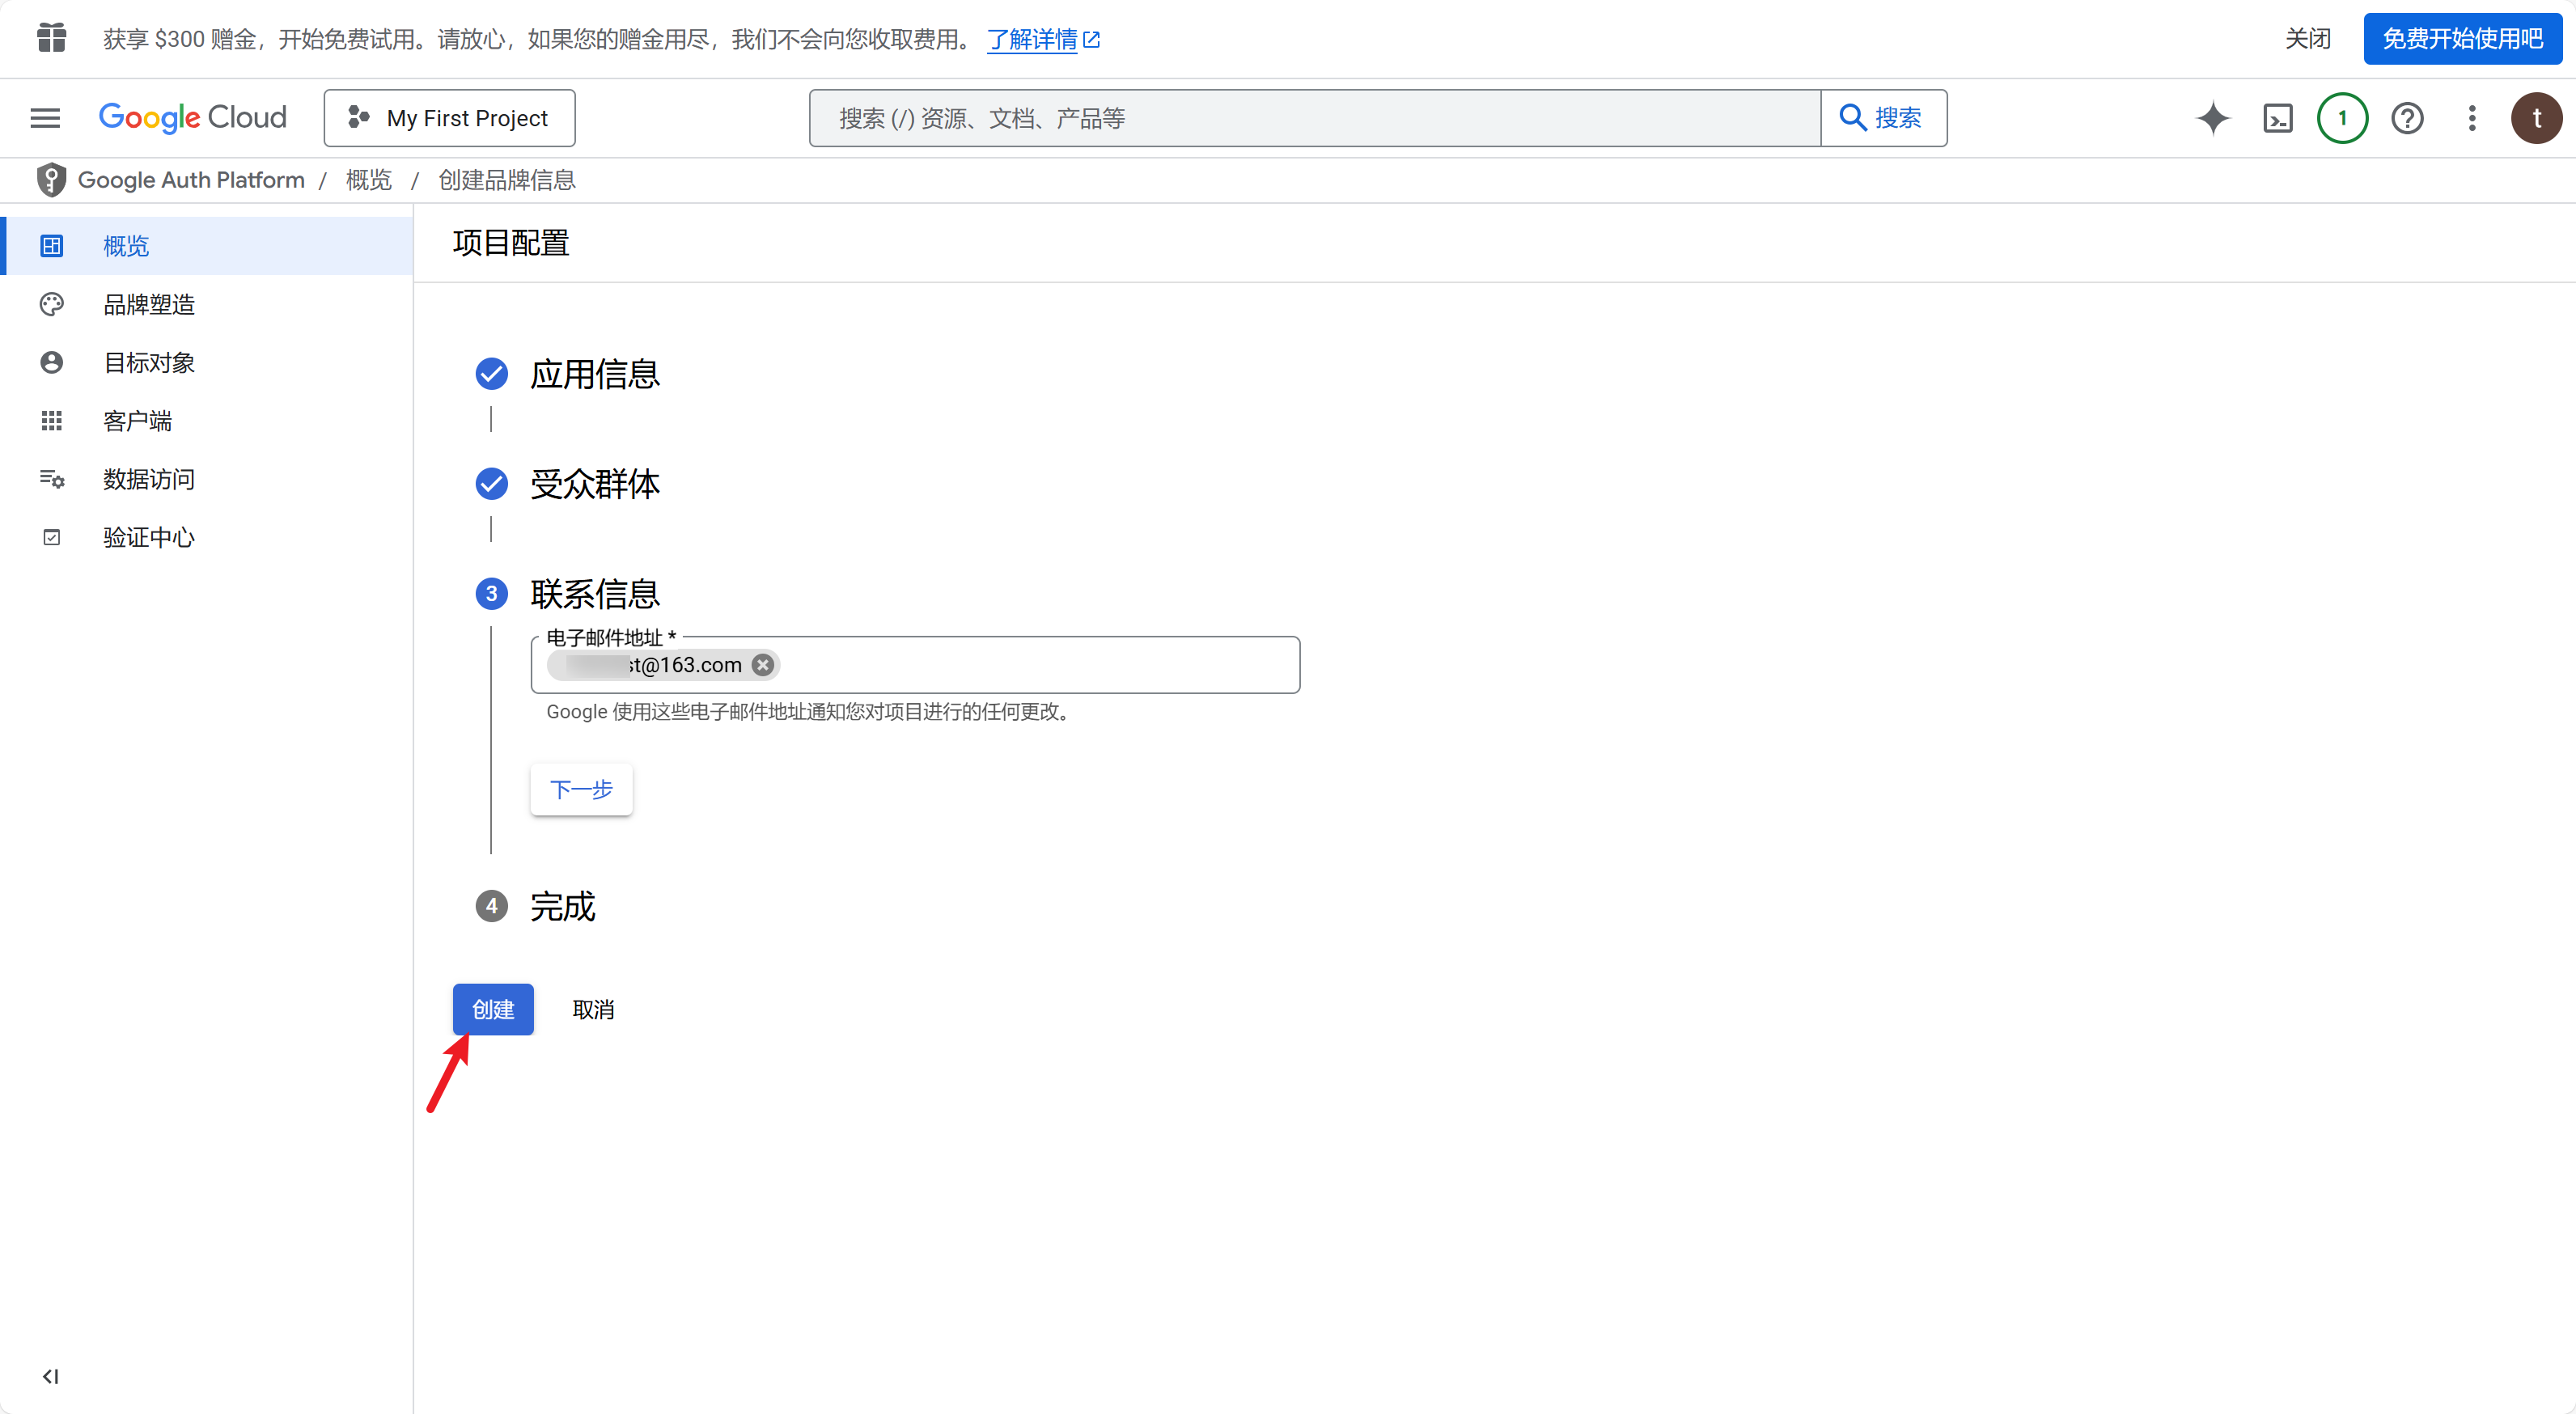 获享 $300 赠金，开始免费试用。请放心，如果您的赠金用尽，我们不会向您收取费用。 了解详情
关闭
免费开始使用吧
Google Cloud
My First Project
搜索 (/) 资源、文档、产品等
搜索
1
t
Google Auth Platform / 概览 / 创建品牌信息
概览
品牌塑造
目标对象
客户端
数据访问
验证中心
项目配置
应用信息
受众群体
3 联系信息
电子邮件地址 *
st@163.com
Google 使用这些电子邮件地址通知您对项目进行的任何更改。
下一步
4 完成
创建
取消